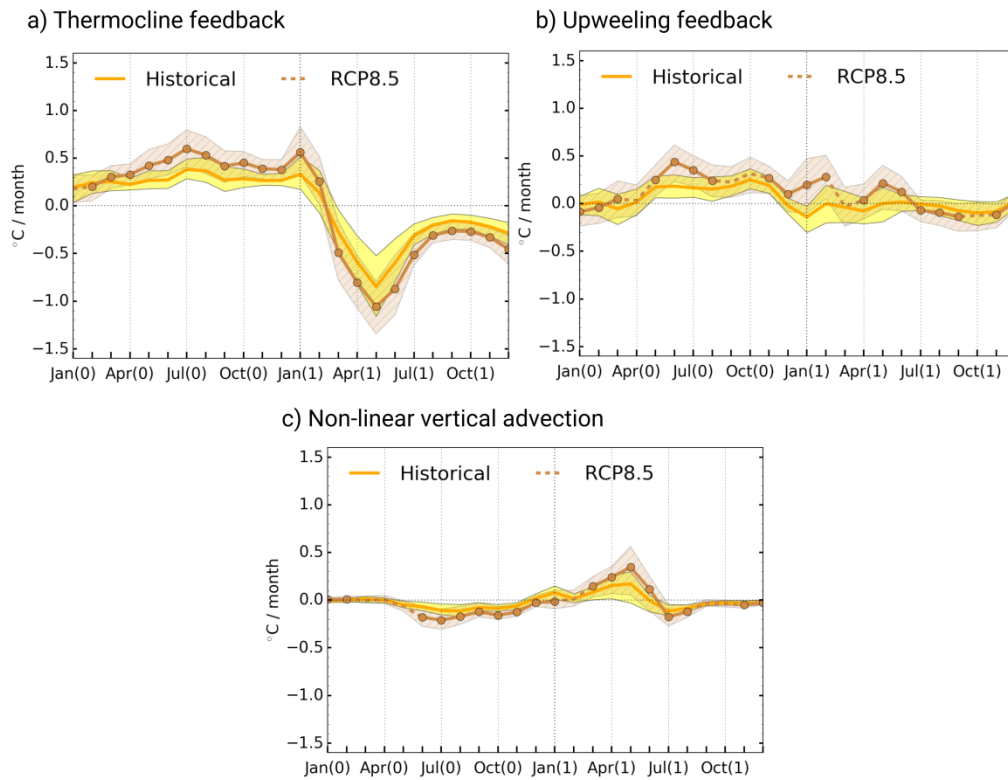 a) Thermocline feedback
Historical RCP8.5
1.5
1.0
0.5
0.0
−0.5
−1.0
−1.5
°C / month
Jan(0) Apr(0) Jul(0) Oct(0) Jan(1) Apr(1) Jul(1) Oct(1)
b) Upweeling feedback
Historical RCP8.5
1.5
1.0
0.5
0.0
−0.5
−1.0
−1.5
°C / month
Jan(0) Apr(0) Jul(0) Oct(0) Jan(1) Apr(1) Jul(1) Oct(1)
c) Non-linear vertical advection
Historical RCP8.5
1.5
1.0
0.5
0.0
−0.5
−1.0
−1.5
°C / month
Jan(0) Apr(0) Jul(0) Oct(0) Jan(1) Apr(1) Jul(1) Oct(1)